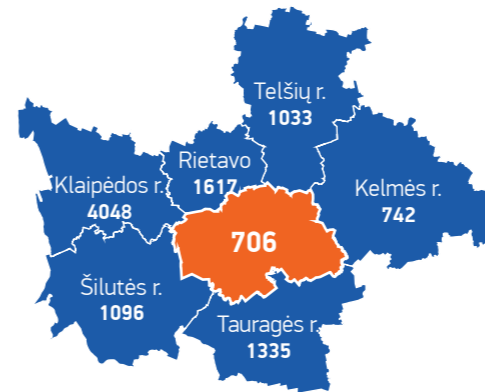 Telšių r.
1033
Rietavo
1617
Klaipėdos r.
4048
Kelmės r.
742
706
Šilutės r.
1096
Tauragės r.
1335